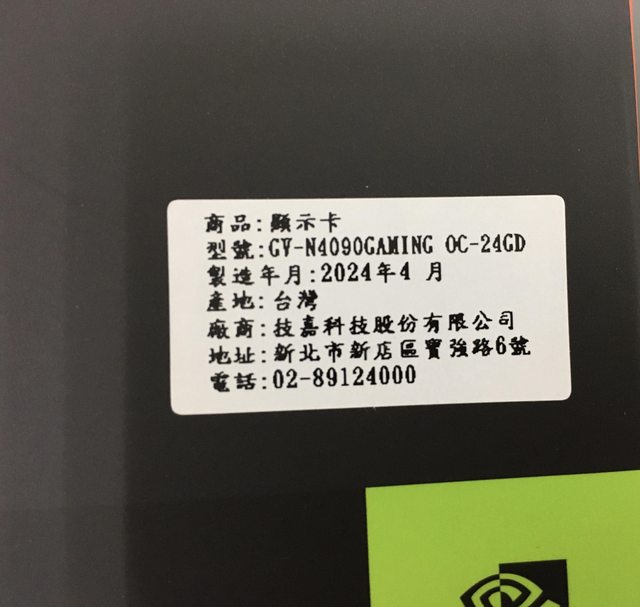 商品:顯示卡
型號:GV-N4090GAMING OC-24GD
製造年月:2024年4 月
產地:台灣
廠商:技嘉科技股份有限公司
地址:新北市新店區寶強路6號
電話:02-89124000